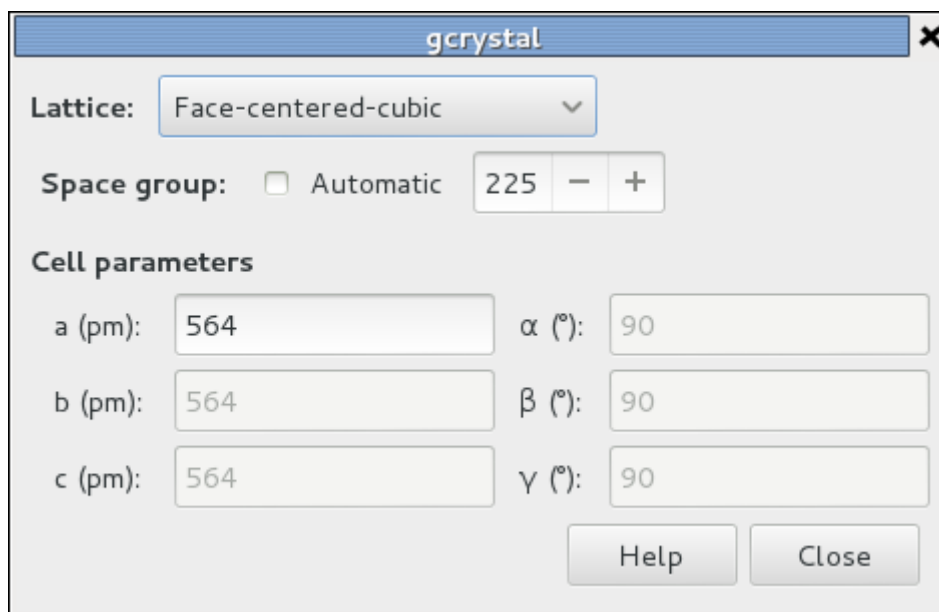 gcrystal
Lattice: Face-centered-cubic
Space group: Automatic 225 − +
Cell parameters
a (pm): 564 α (°): 90
b (pm): 564 β (°): 90
c (pm): 564 γ (°): 90
Help Close